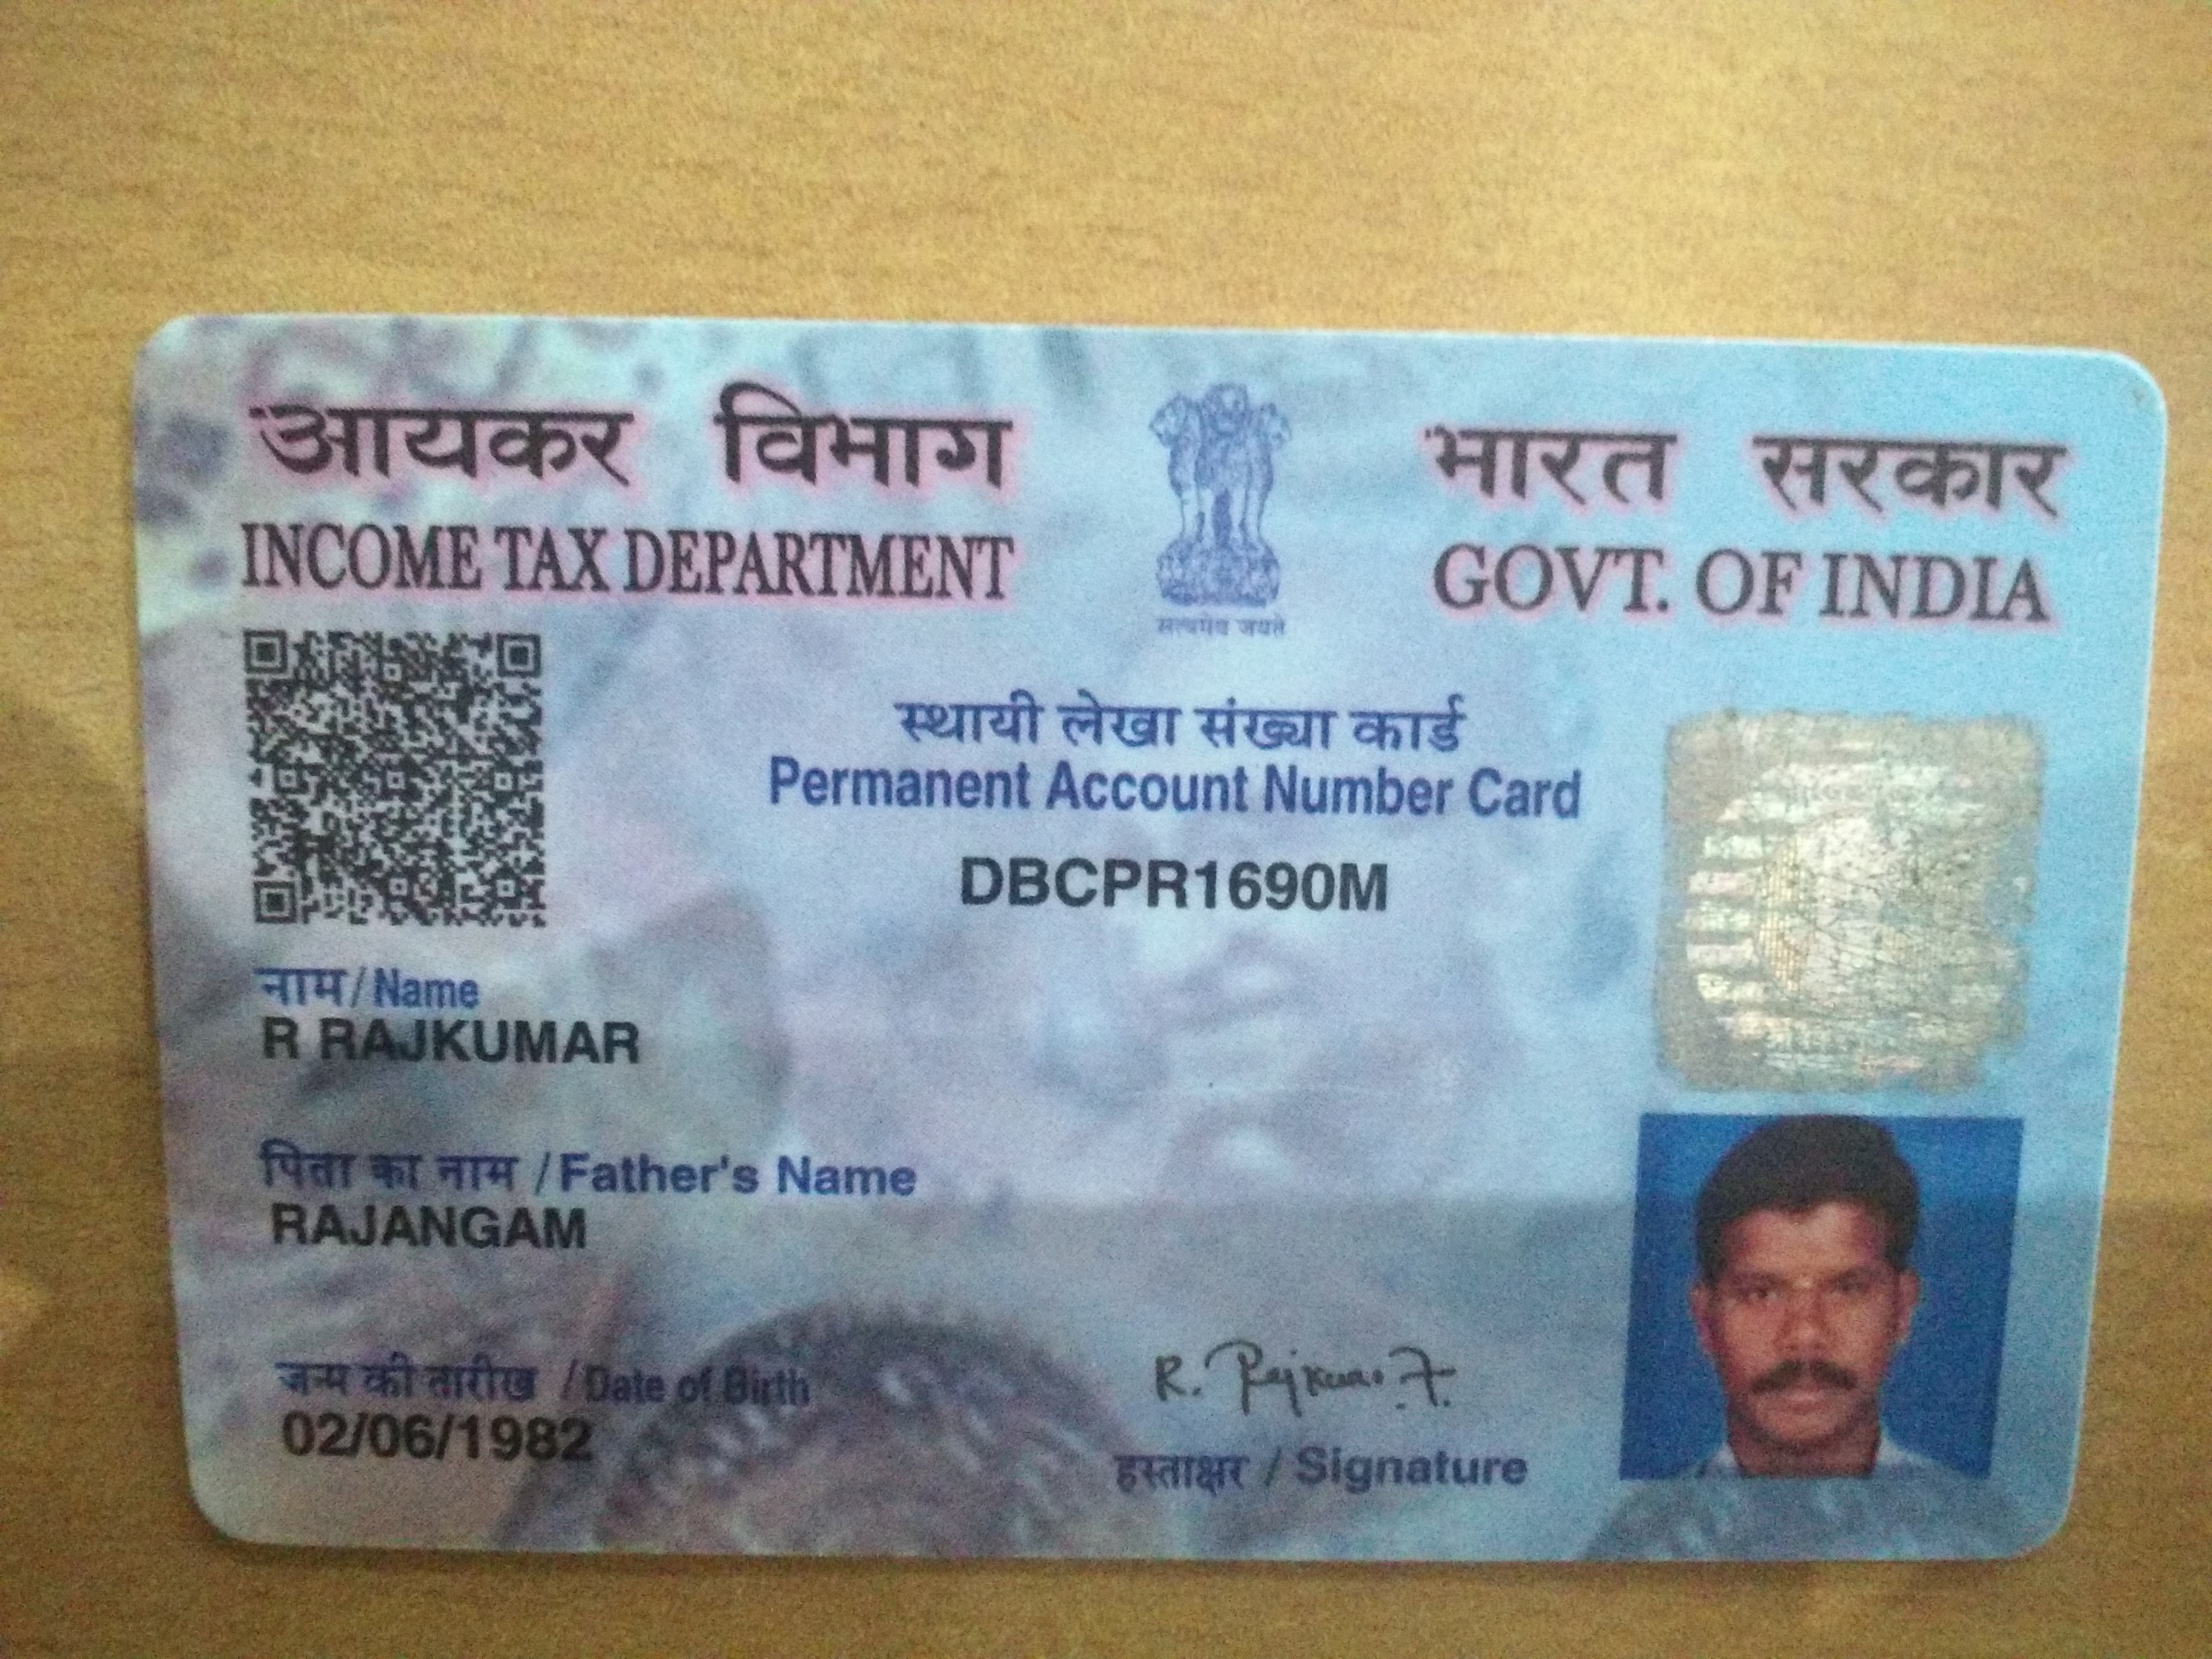 आयकर विभाग
INCOME TAX DEPARTMENT
सत्यमेव जयते
भारत सरकार
GOVT. OF INDIA
स्थायी लेखा संख्या कार्ड
Permanent Account Number Card
DBCPR1690M
नाम / Name
R RAJKUMAR
पिता का नाम / Father's Name
RAJANGAM
जन्म की तारीख / Date of Birth
02/06/1982
R. Rajkumar
हस्ताक्षर / Signature